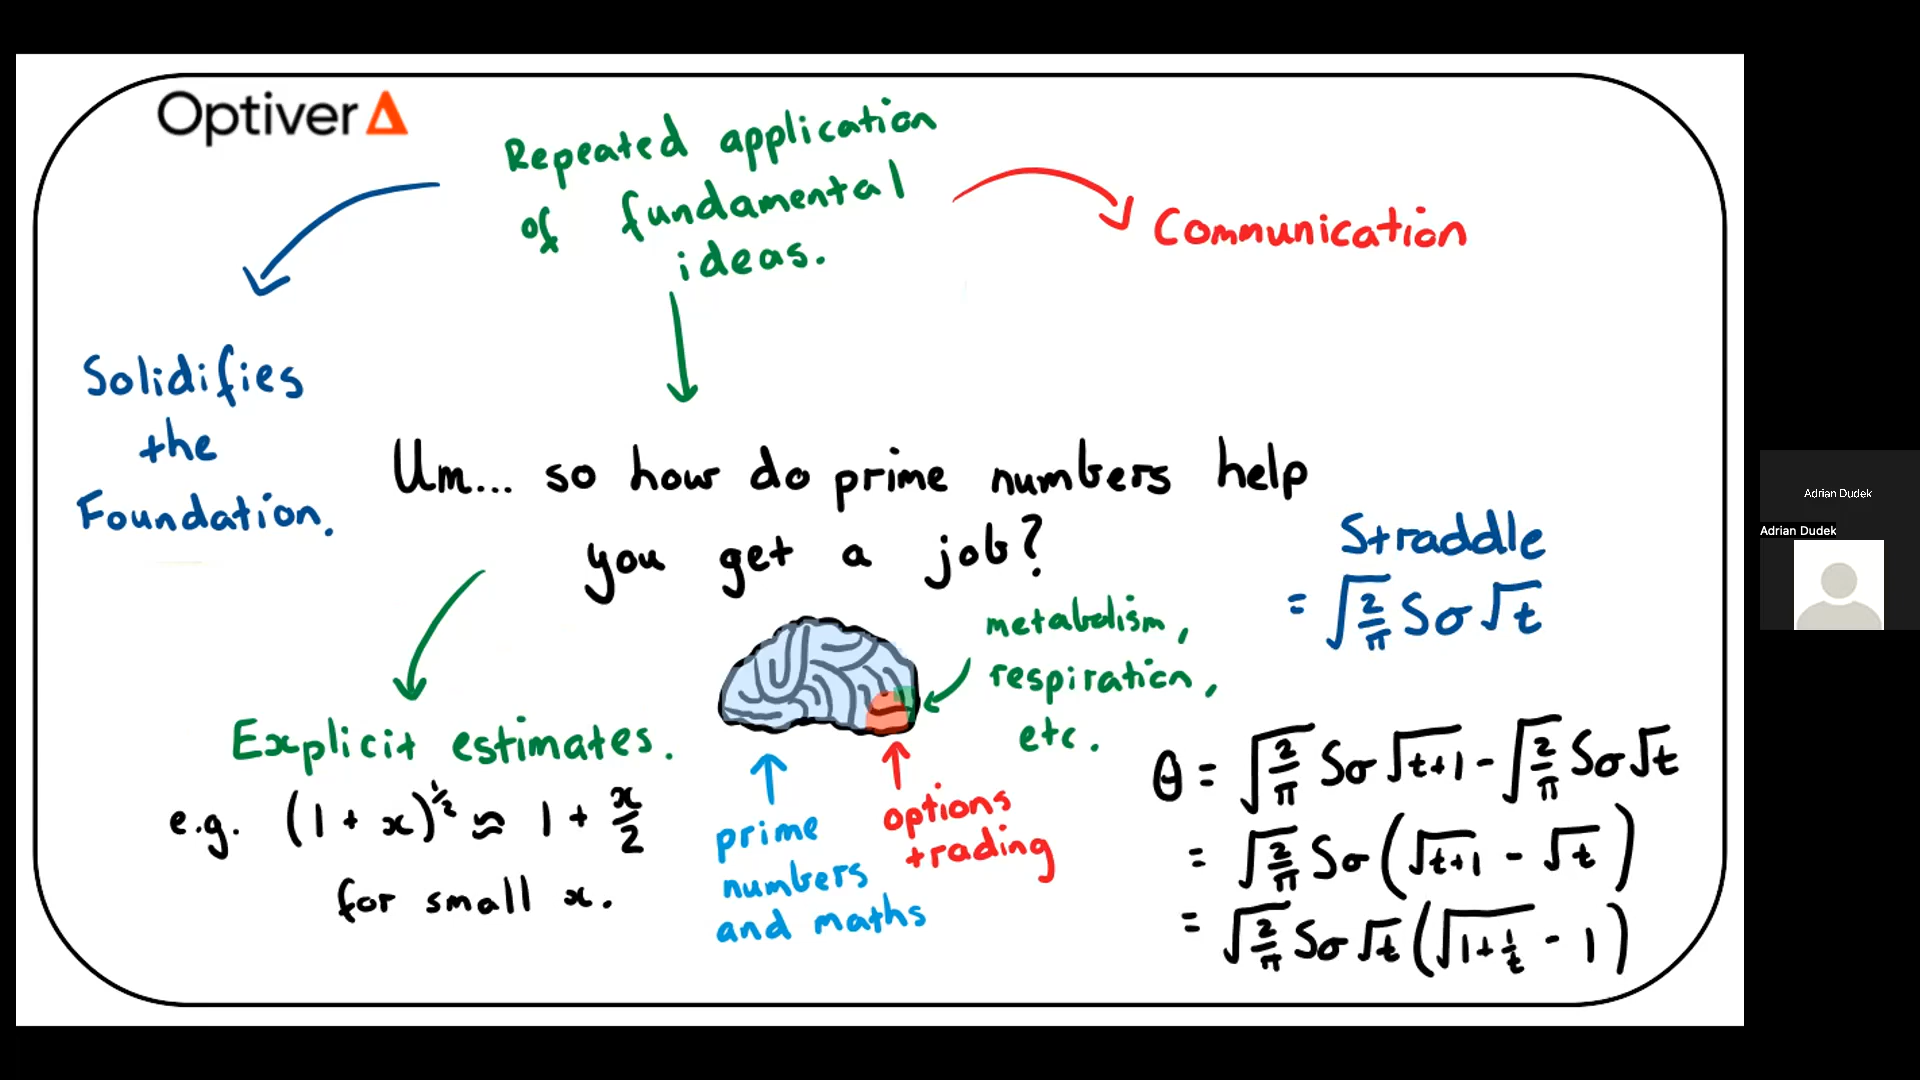 Optiver
Repeated application
of fundamental
ideas.
Communication
Solidifies
the
Foundation.
Um... so how do prime numbers help
you get a job?
Straddle
= √(2/π) Sσ√t
metabolism,
respiration,
etc.
Explicit estimates.
e.g. (1 + x)^(1/2) ≈ 1 + x/2
for small x.
prime
numbers
and maths
options
trading
θ = √(2/π) Sσ√(t+1) - √(2/π) Sσ√t
= √(2/π) Sσ(√(t+1) - √t)
= √(2/π) Sσ√t(√(1+1/t) - 1)
Adrian Dudek
Adrian Dudek